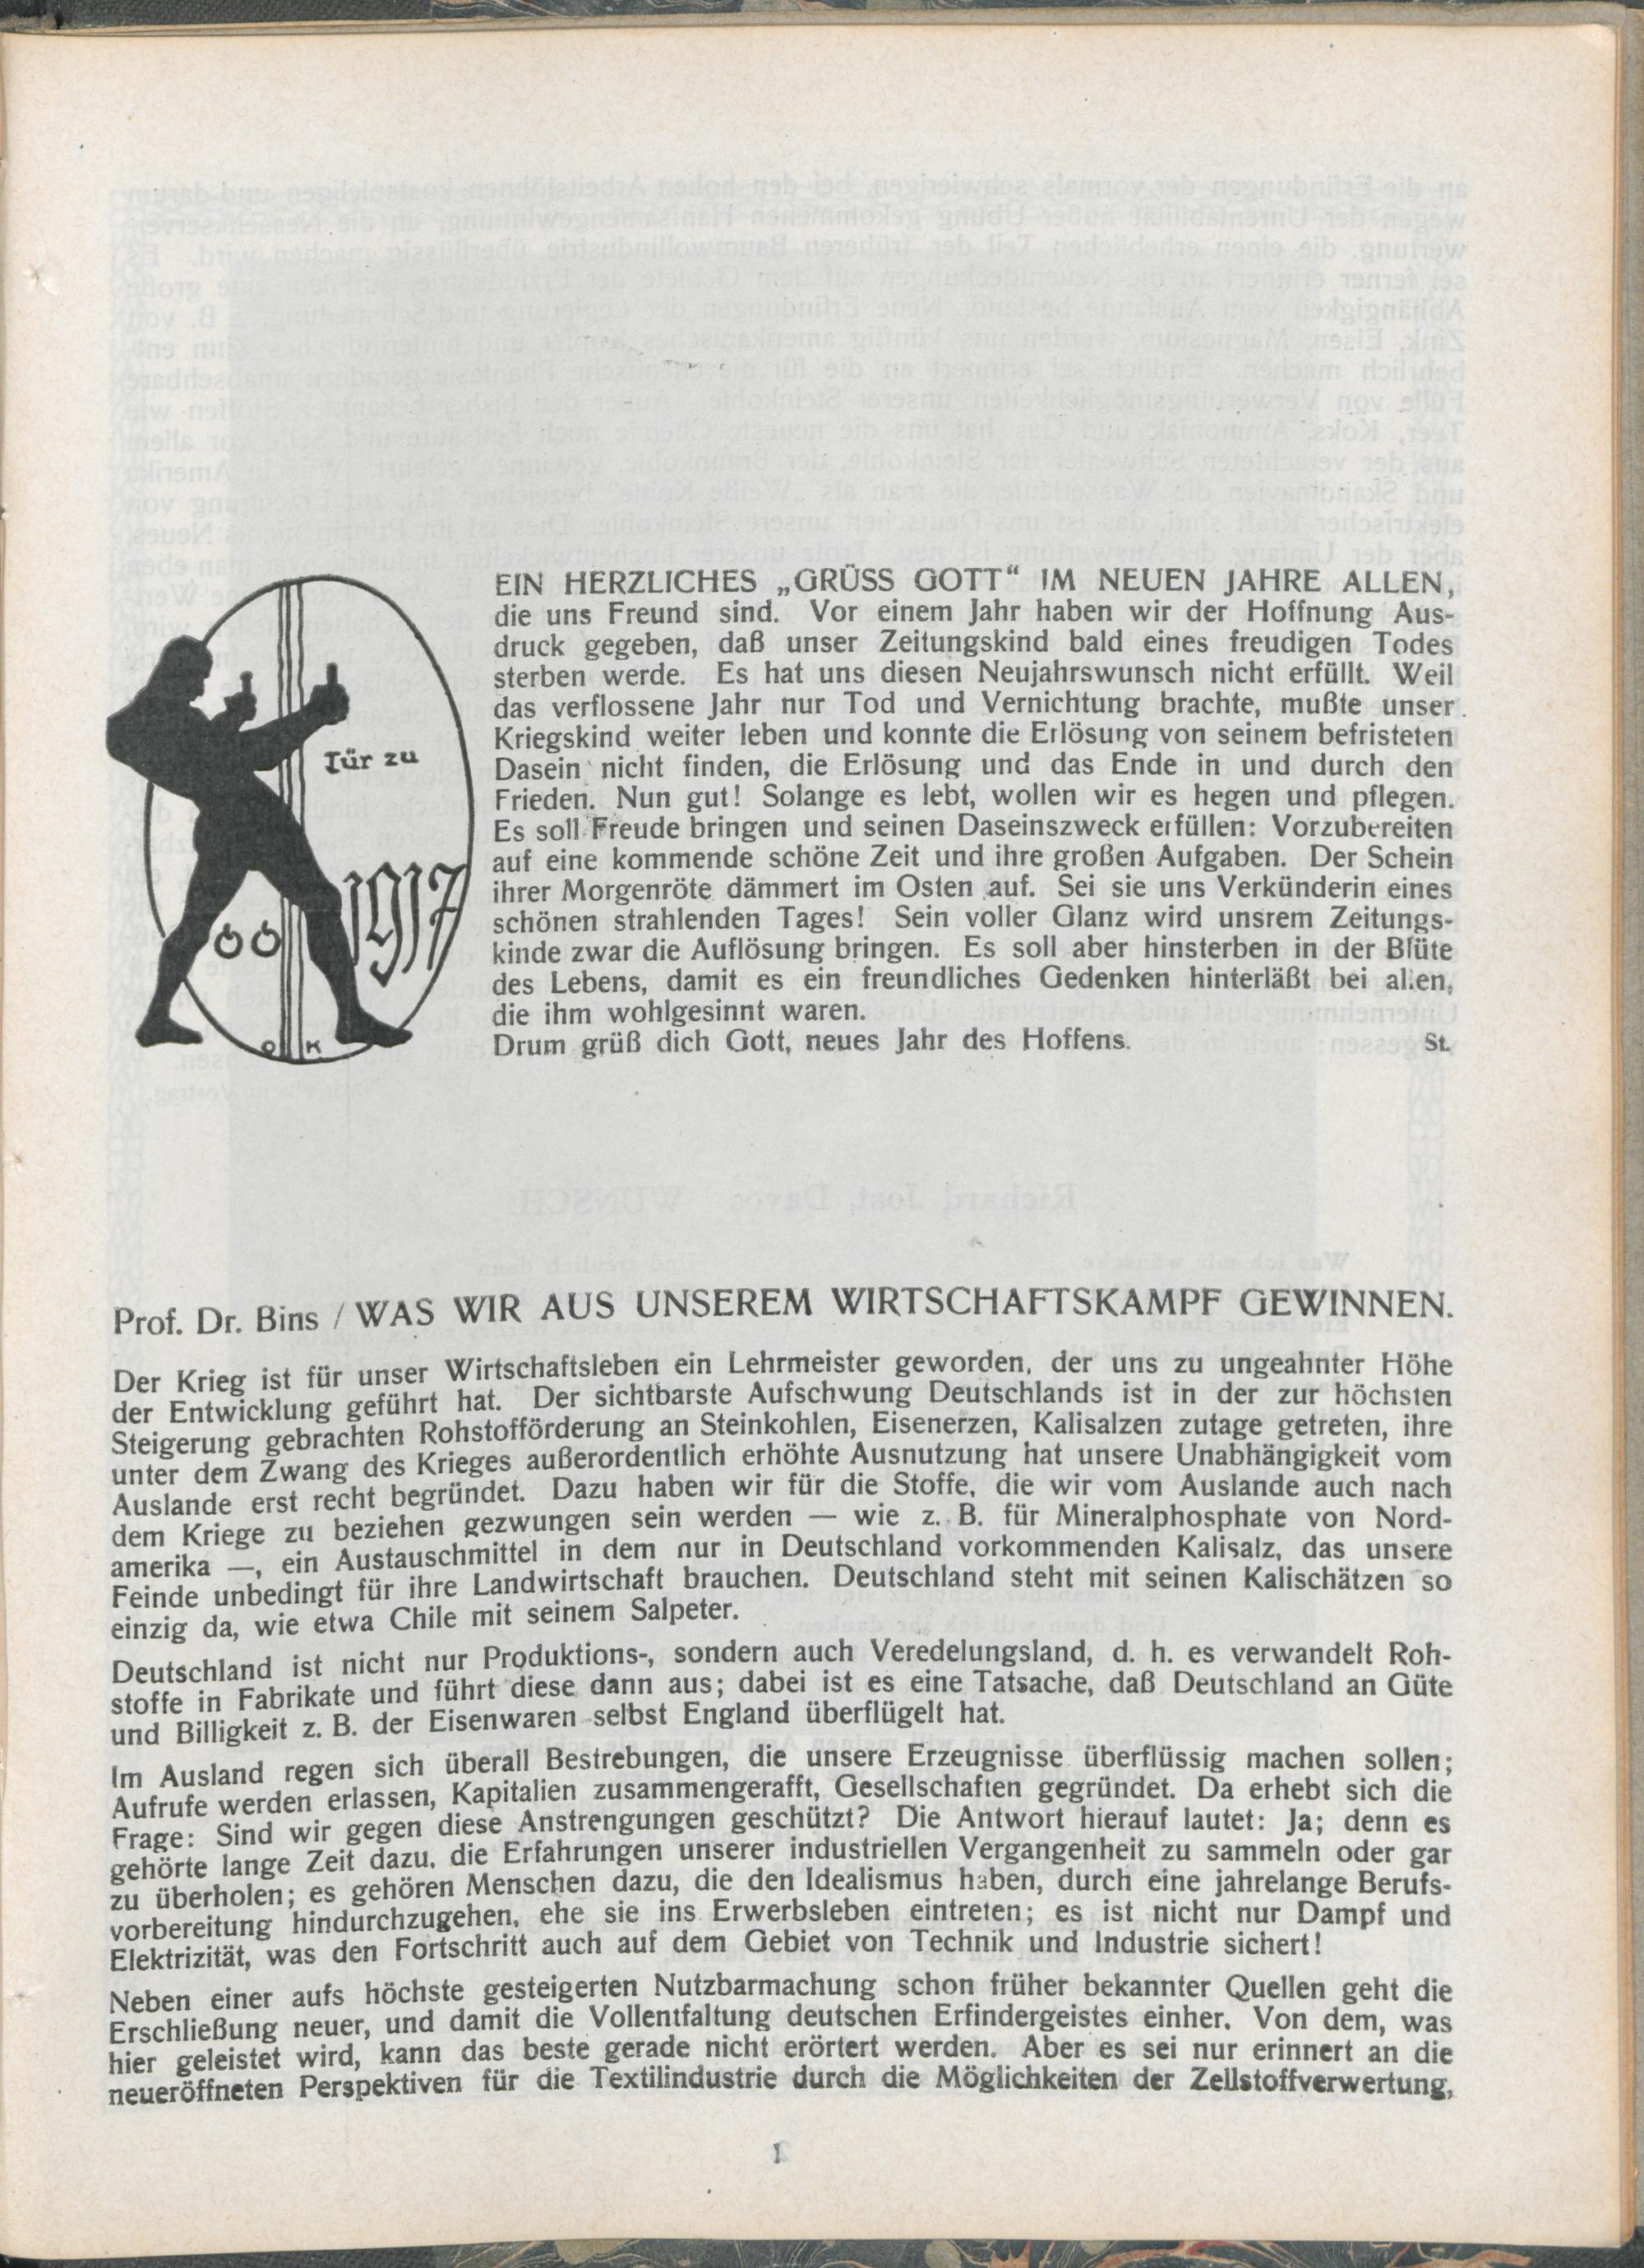 EIN HERZLICHES „GRÜSS GOTT“ IM NEUEN JAHRE ALLEN,
die uns Freund sind. Vor einem Jahr haben wir der Hoffnung Aus-
druck gegeben, daß unser Zeitungskind bald eines freudigen Todes
sterben werde. Es hat uns diesen Neujahrswunsch nicht erfüllt. Weil
das verflossene Jahr nur Tod und Vernichtung brachte, mußte unser
Kriegskind weiter leben und konnte die Erlösung von seinem befristeten
Dasein nicht finden, die Erlösung und das Ende in und durch den
Frieden. Nun gut! Solange es lebt, wollen wir es hegen und pflegen.
Es soll Freude bringen und seinen Daseinszweck erfüllen: Vorzubereiten
auf eine kommende schöne Zeit und ihre großen Aufgaben. Der Schein
ihrer Morgenröte dämmert im Osten auf. Sei sie uns Verkünderin eines
schönen strahlenden Tages! Sein voller Glanz wird unsrem Zeitungs-
kinde zwar die Auflösung bringen. Es soll aber hinsterben in der Blüte
des Lebens, damit es ein freundliches Gedenken hinterläßt bei allen,
die ihm wohlgesinnt waren.
Drum grüß dich Gott, neues Jahr des Hoffens. St.
Tür zu
1917
O K
Prof. Dr. Bins / WAS WIR AUS UNSEREM WIRTSCHAFTSKAMPF GEWINNEN.
Der Krieg ist für unser Wirtschaftsleben ein Lehrmeister geworden, der uns zu ungeahnter Höhe
der Entwicklung geführt hat. Der sichtbarste Aufschwung Deutschlands ist in der zur höchsten
Steigerung gebrachten Rohstofförderung an Steinkohlen, Eisenerzen, Kalisalzen zutage getreten, ihre
unter dem Zwang des Krieges außerordentlich erhöhte Ausnutzung hat unsere Unabhängigkeit vom
Auslande erst recht begründet. Dazu haben wir für die Stoffe, die wir vom Auslande auch nach
dem Kriege zu beziehen gezwungen sein werden — wie z. B. für Mineralphosphate von Nord-
amerika —, ein Austauschmittel in dem nur in Deutschland vorkommenden Kalisalz, das unsere
Feinde unbedingt für ihre Landwirtschaft brauchen. Deutschland steht mit seinen Kalischätzen so
einzig da, wie etwa Chile mit seinem Salpeter.
Deutschland ist nicht nur Produktions-, sondern auch Veredelungsland, d. h. es verwandelt Roh-
stoffe in Fabrikate und führt diese dann aus; dabei ist es eine Tatsache, daß Deutschland an Güte
und Billigkeit z. B. der Eisenwaren selbst England überflügelt hat.
Im Ausland regen sich überall Bestrebungen, die unsere Erzeugnisse überflüssig machen sollen;
Aufrufe werden erlassen, Kapitalien zusammengerafft, Gesellschaften gegründet. Da erhebt sich die
Frage: Sind wir gegen diese Anstrengungen geschützt? Die Antwort hierauf lautet: Ja; denn es
gehörte lange Zeit dazu, die Erfahrungen unserer industriellen Vergangenheit zu sammeln oder gar
zu überholen; es gehören Menschen dazu, die den Idealismus haben, durch eine jahrelange Berufs-
vorbereitung hindurchzugehen, ehe sie ins Erwerbsleben eintreten; es ist nicht nur Dampf und
Elektrizität, was den Fortschritt auch auf dem Gebiet von Technik und Industrie sichert!
Neben einer aufs höchste gesteigerten Nutzbarmachung schon früher bekannter Quellen geht die
Erschließung neuer, und damit die Vollentfaltung deutschen Erfindergeistes einher. Von dem, was
hier geleistet wird, kann das beste gerade nicht erörtert werden. Aber es sei nur erinnert an die
neueröffneten Perspektiven für die Textilindustrie durch die Möglichkeiten der Zellstoffverwertung,
1